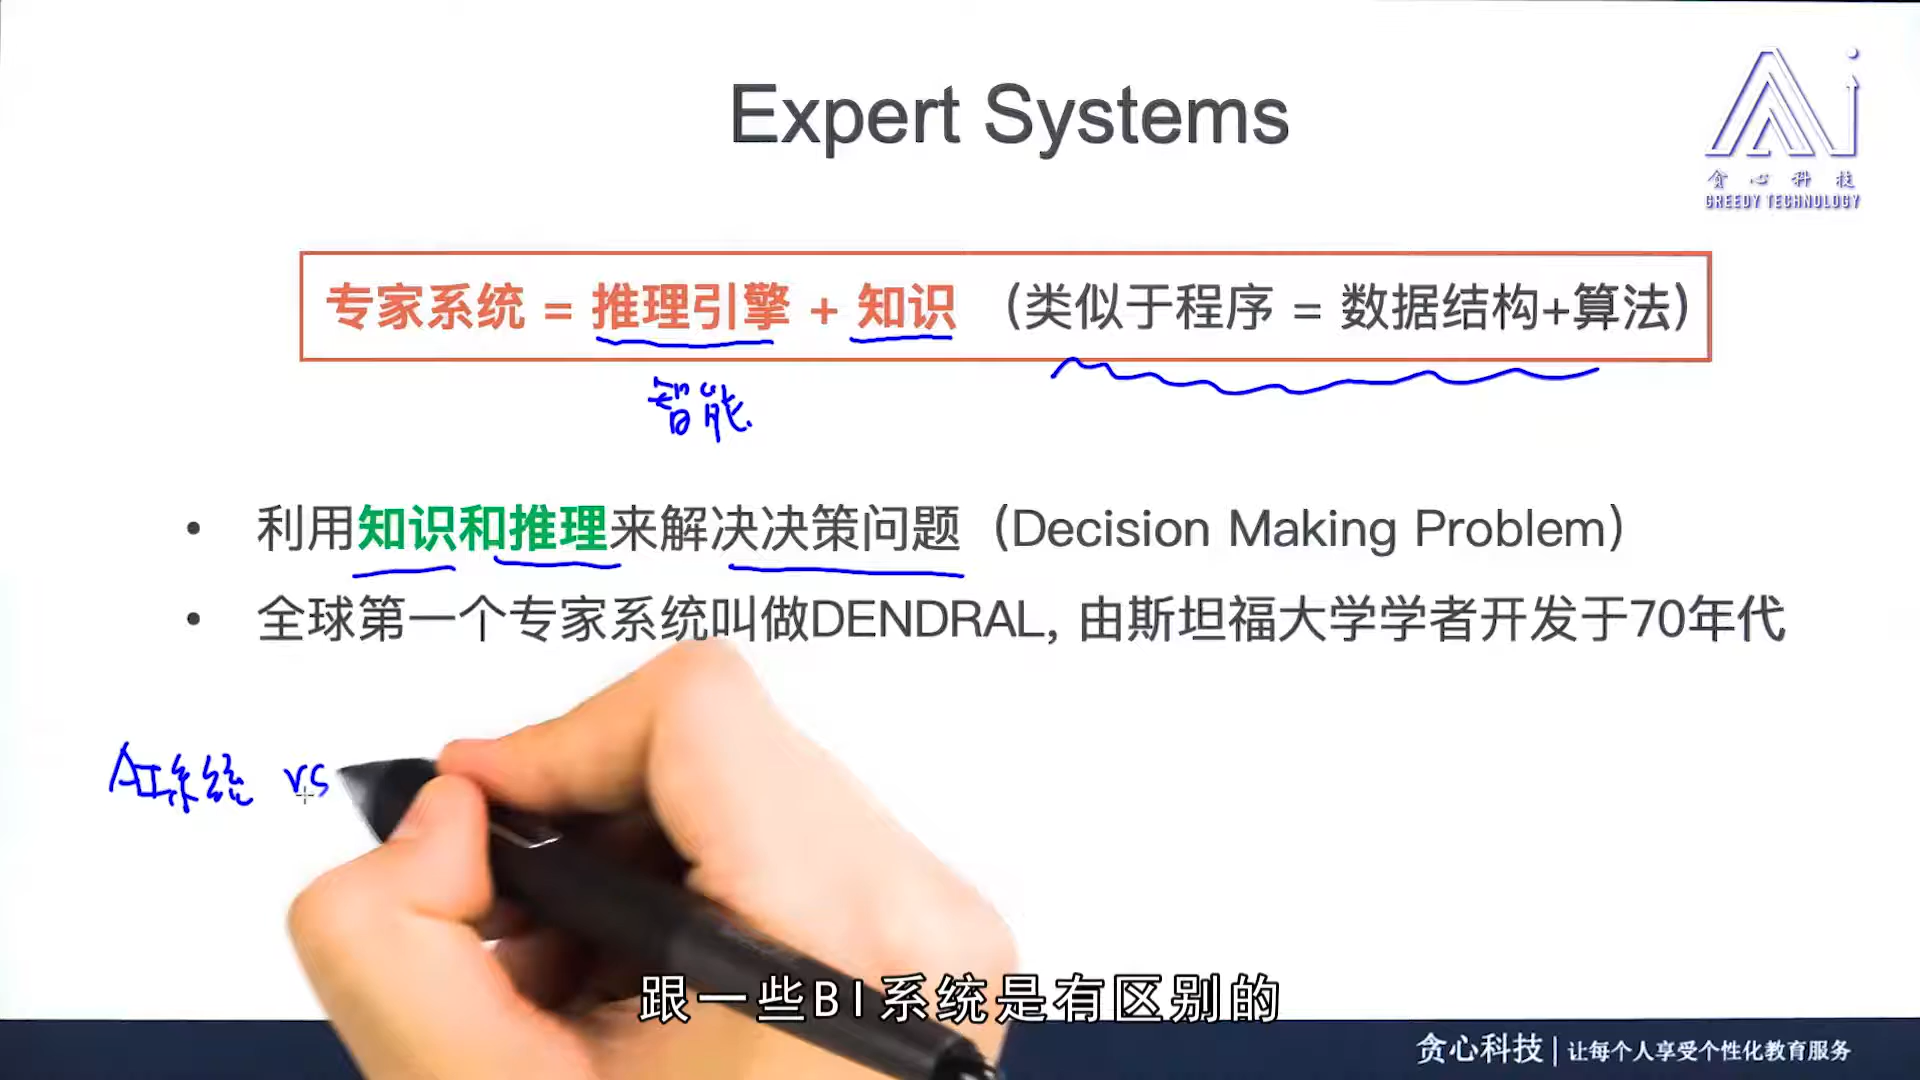 Expert Systems
贪心科技
GREEDY TECHNOLOGY
专家系统 = 推理引擎 + 知识 （类似于程序 = 数据结构+算法）
智能
• 利用知识和推理来解决决策问题（Decision Making Problem）
• 全球第一个专家系统叫做DENDRAL, 由斯坦福大学学者开发于70年代
AI系统 vs
跟一些BI系统是有区别的
贪心科技 | 让每个人享受个性化教育服务